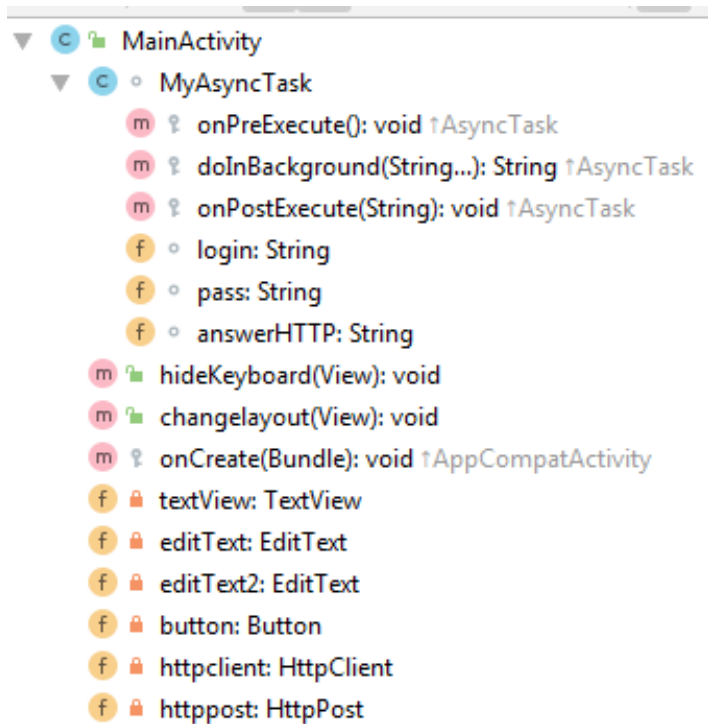 C MainActivity
C MyAsyncTask
m onPreExecute(): void ↑AsyncTask
m doInBackground(String...): String ↑AsyncTask
m onPostExecute(String): void ↑AsyncTask
f login: String
f pass: String
f answerHTTP: String
m hideKeyboard(View): void
m changelayout(View): void
m onCreate(Bundle): void ↑AppCompatActivity
f textView: TextView
f editText: EditText
f editText2: EditText
f button: Button
f httpclient: HttpClient
f httppost: HttpPost